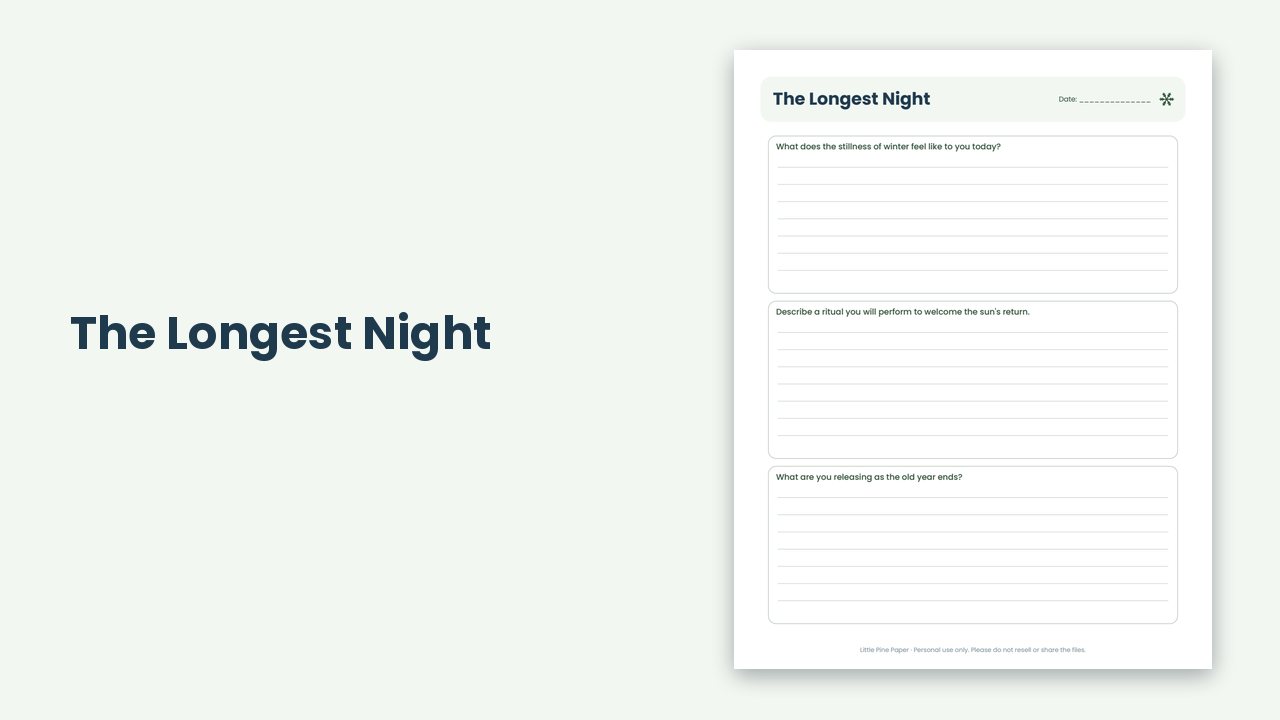 The Longest Night
The Longest Night
Date: ______________
What does the stillness of winter feel like to you today?
Describe a ritual you will perform to welcome the sun's return.
What are you releasing as the old year ends?
Little Pine Paper · Personal use only. Please do not resell or share the files.